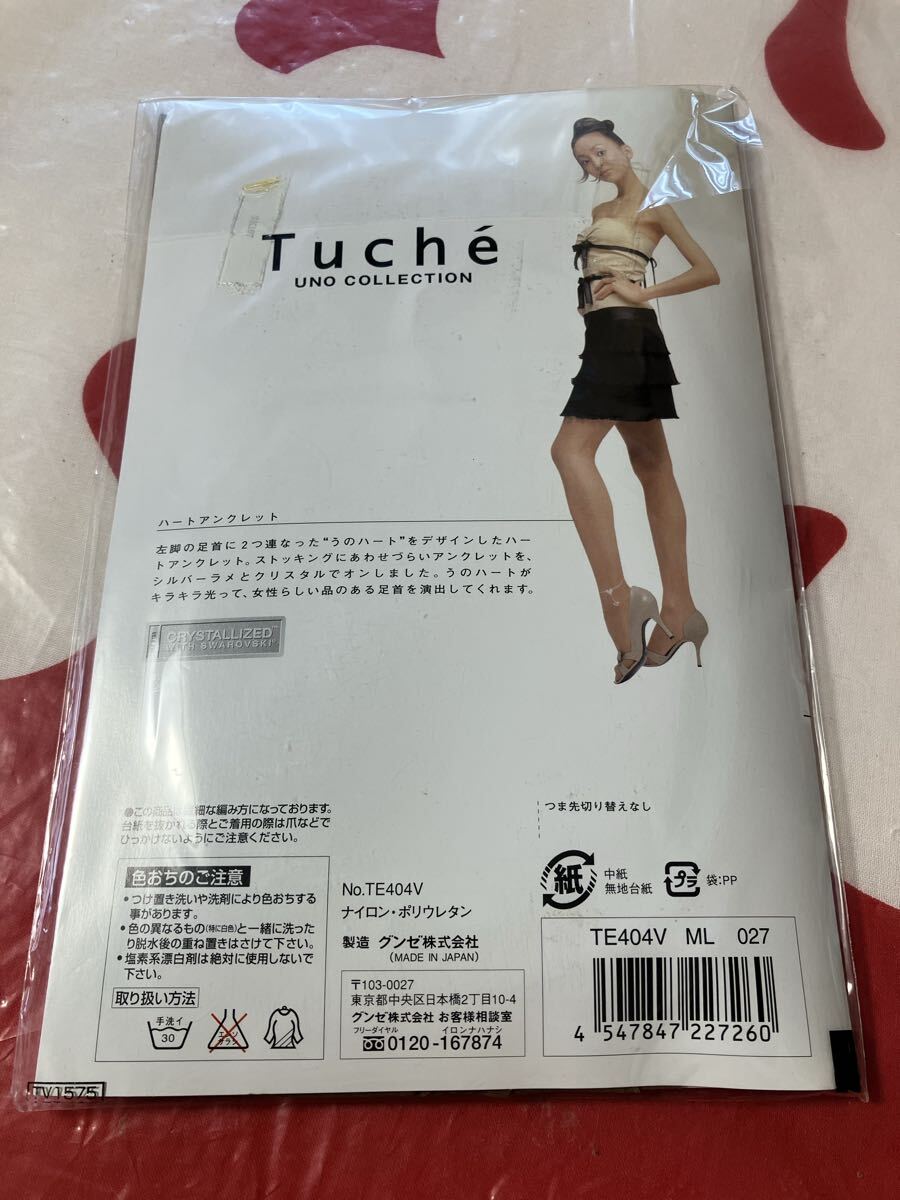 Tuché
UNO COLLECTION
ハートアンクレット
左脚の足首に2つ連なった“うのハート”をデザインしたハー
トアンクレット。ストッキングにあわせづらいアンクレットを、
シルバーラメとクリスタルでオンしました。うのハートが
キラキラ光って、女性らしい品のある足首を演出してくれます。
CRYSTALLIZED™
WITH SWAROVSKI®
●この商品は 細な編み方になっております。
台紙を抜かれる際とご着用の際は爪などで
ひっかけないようにご注意ください。
つま先切り替えなし
色おちのご注意
●つけ置き洗いや洗剤により色おちする
事があります。
●色の異なるもの(特に白色)と一緒に洗った
り脱水後の重ね置きはさけて下さい。
●塩素系漂白剤は絶対に使用しないで
下さい。
取り扱い方法
手洗イ
30
エンソ
サラシ
No.TE404V
ナイロン・ポリウレタン
製造 グンゼ株式会社
(MADE IN JAPAN)
〒103-0027
東京都中央区日本橋2丁目10-4
グンゼ株式会社 お客様相談室
フリーダイヤル イロンナハナシ
0120-167874
紙 中紙
無地台紙
プラ 袋:PP
TE404V ML 027
4 547847 227260
TV1575